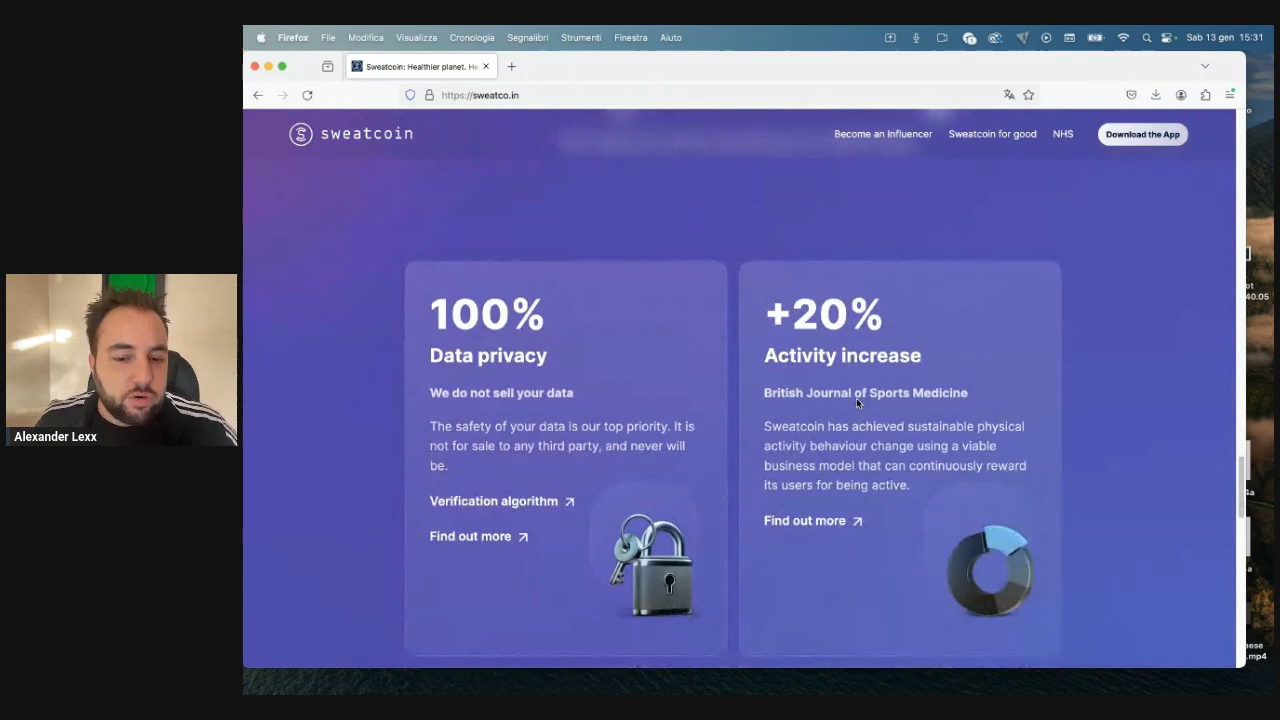 Firefox File Modifica Visualizza Cronologia Segnalibri Strumenti Finestra Aiuto Sab 13 gen 15:31
Sweatcoin: Healthier planet. He
https://sweatco.in
sweatcoin Become an Influencer Sweatcoin for good NHS Download the App
100%
Data privacy
We do not sell your data
The safety of your data is our top priority. It is
not for sale to any third party, and never will
be.
Verification algorithm
Find out more
+20%
Activity increase
British Journal of Sports Medicine
Sweatcoin has achieved sustainable physical
activity behaviour change using a viable
business model that can continuously reward
its users for being active.
Find out more
Alexander Lexx
40.05
.mp4